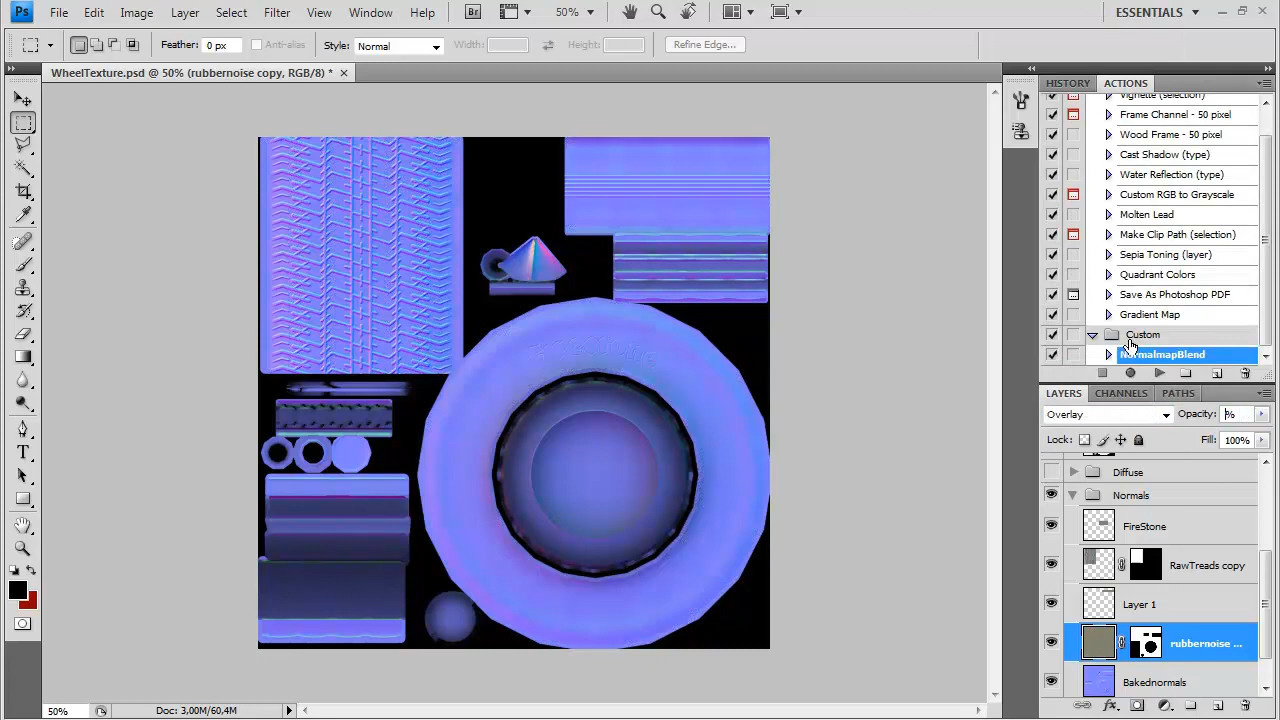 Ps File Edit Image Layer Select Filter View Window Help Br 50% ESSENTIALS
Feather: 0 px Anti-alias Style: Normal Width: Height: Refine Edge...
WheelTexture.psd @ 50% (rubbernoise copy, RGB/8) * ×
HISTORY ACTIONS
Vignette (selection)
Frame Channel - 50 pixel
Wood Frame - 50 pixel
Cast Shadow (type)
Water Reflection (type)
Custom RGB to Grayscale
Molten Lead
Make Clip Path (selection)
Sepia Toning (layer)
Quadrant Colors
Save As Photoshop PDF
Gradient Map
Custom
NormalmapBlend
LAYERS CHANNELS PATHS
Overlay Opacity: %
Lock: Fill: 100%
Diffuse
Normals
FireStone
RawTreads copy
Layer 1
rubbernoise ...
Bakednormals
50% Doc: 3,00M/60,4M